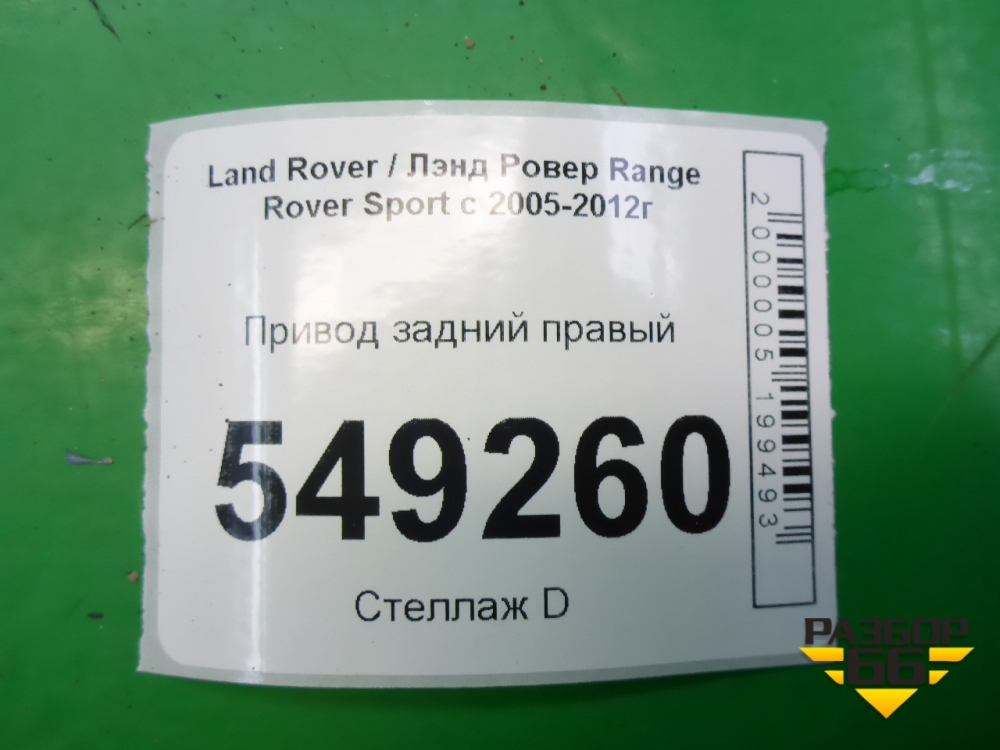 Land Rover / Лэнд Ровер Range
Rover Sport с 2005-2012г
Привод задний правый
549260
Стеллаж D
2000005199493
РАЗБОР
66